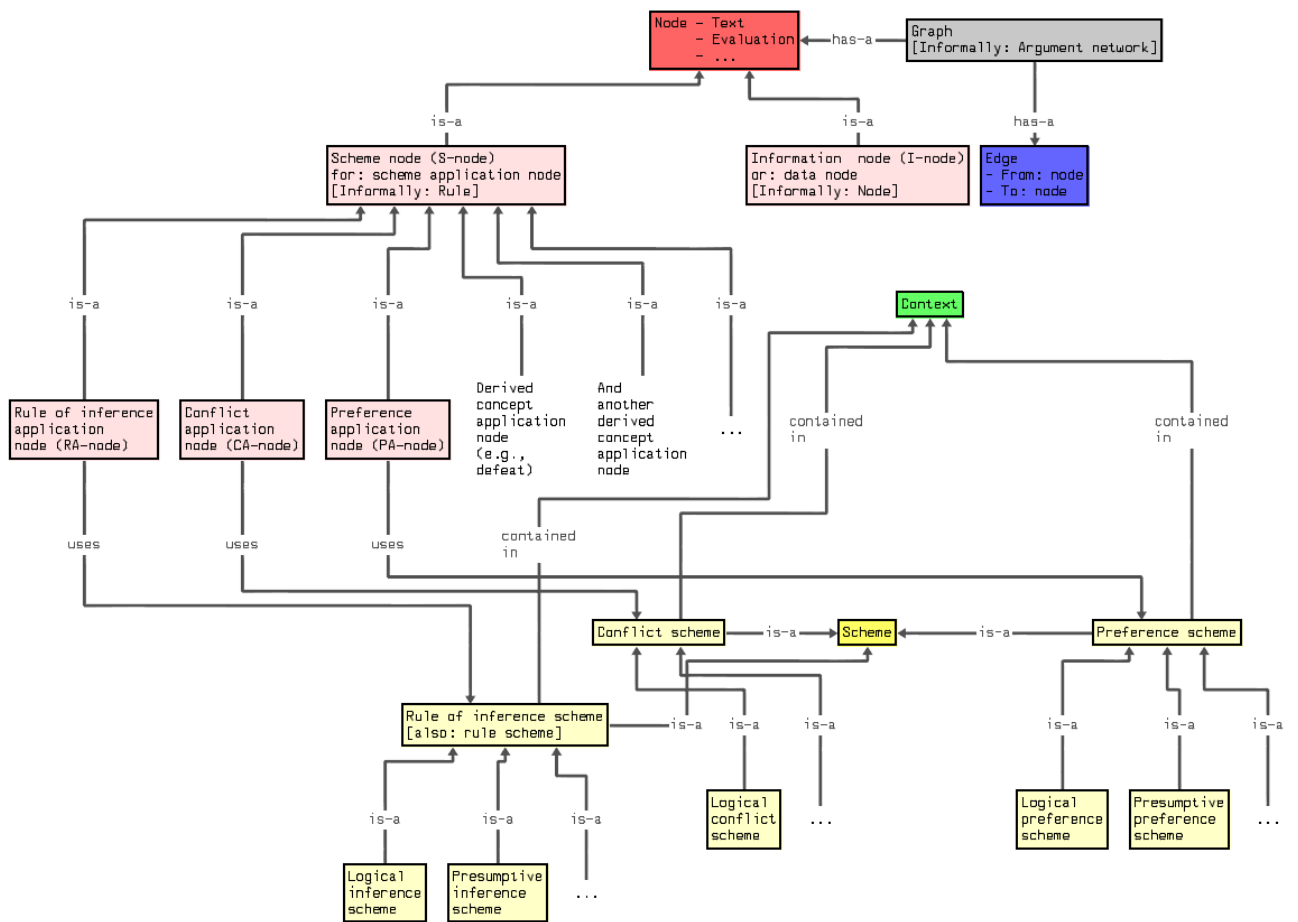 Node - Text
- Evaluation
- ...
has-a
Graph
[Informally: Argument network]
is-a
is-a
has-a
Scheme node (S-node)
for: scheme application node
[Informally: Rule]
Information node (I-node)
or: data node
[Informally: Node]
Edge
- From: node
- To: node
is-a
is-a
is-a
is-a
is-a
is-a
Context
Rule of inference
application
node (RA-node)
Conflict
application
node (CA-node)
Preference
application
node (PA-node)
Derived
concept
application
node
(e.g.,
defeat)
And
another
derived
concept
application
node
...
contained
in
contained
in
uses
uses
uses
contained
in
Conflict scheme
is-a
Scheme
is-a
Preference scheme
Rule of inference scheme
[also: rule scheme]
is-a
is-a
is-a
is-a
is-a
is-a
Logical
conflict
scheme
...
Logical
preference
scheme
Presumptive
preference
scheme
...
is-a
is-a
is-a
Logical
inference
scheme
Presumptive
inference
scheme
...